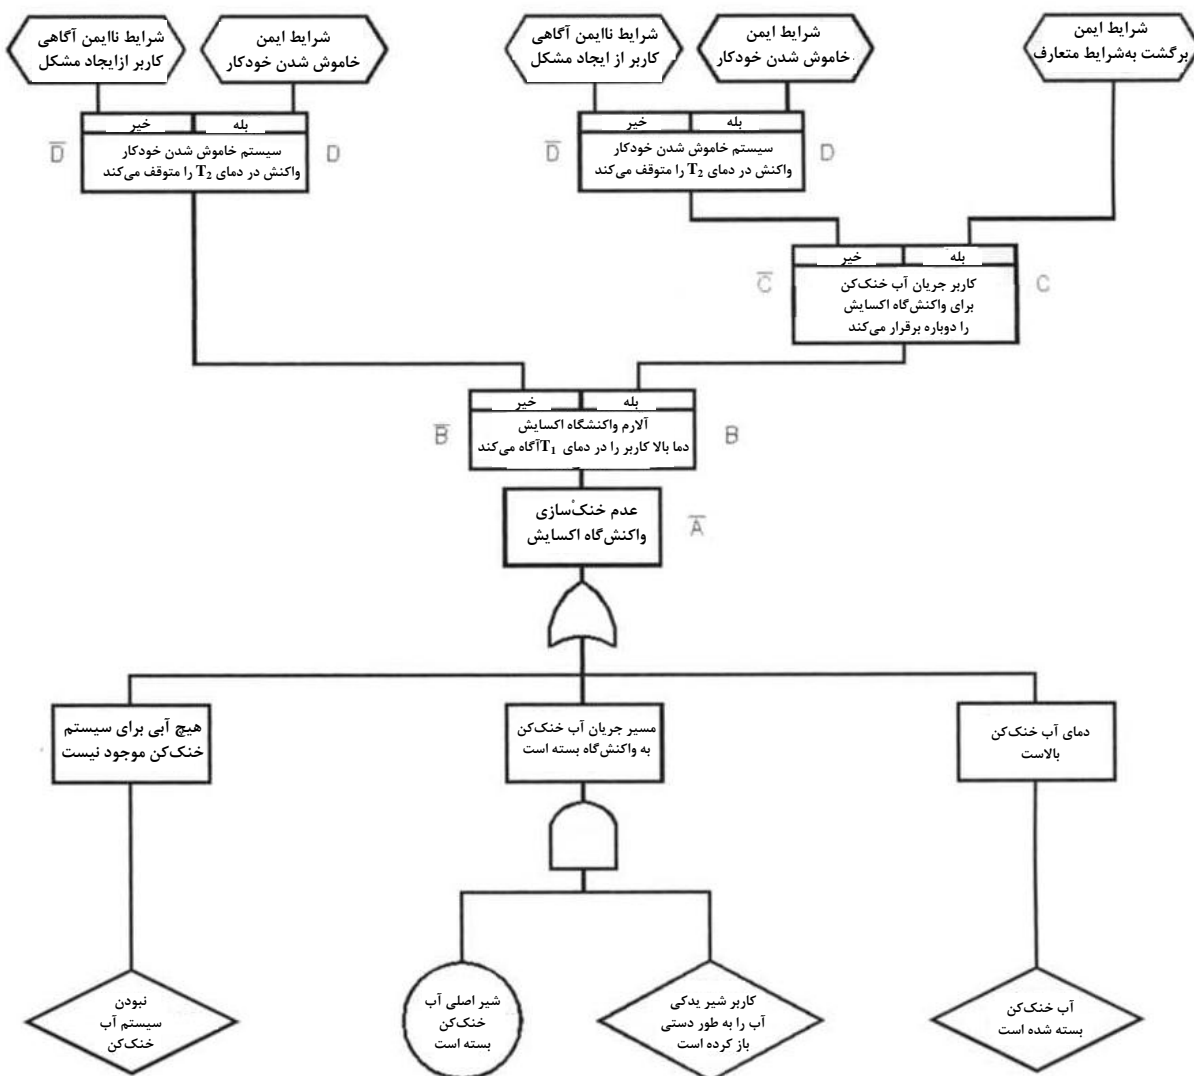 شرایط ایمن
برگشت به‌شرایط متعارف
شرایط ایمن
خاموش شدن خودکار
شرایط ناایمن آگاهی
کاربر از ایجاد مشکل
شرایط ایمن
خاموش شدن خودکار
شرایط ناایمن آگاهی
کاربر ازایجاد مشکل
بله
خیر
D
D̅
سیستم خاموش شدن خودکار
واکنش در دمای T₂ را متوقف می‌کند
بله
خیر
D
D̅
سیستم خاموش شدن خودکار
واکنش در دمای T₂ را متوقف می‌کند
بله
خیر
C
C̅
کاربر جریان آب خنک‌کن
برای واکنش‌گاه اکسایش
را دوباره برقرار می‌کند
بله
خیر
B
B̅
آلارم واکنشگاه اکسایش
دما بالا کاربر را در دمای T₁آگاه می‌کند
عدم خنک‌ْسازی
واکنش‌گاه اکسایش
A̅
دمای آب خنک‌کن
بالاست
مسیر جریان آب خنک‌کن
به واکنش‌گاه بسته است
هیچ آبی برای سیستم
خنک‌کن موجود نیست
آب خنک‌کن
بسته شده است
کاربر شیر یدکی
آب را به طور دستی
باز کرده است
شیر اصلی آب
خنک‌کن
بسته است
نبودن
سیستم آب
خنک‌کن